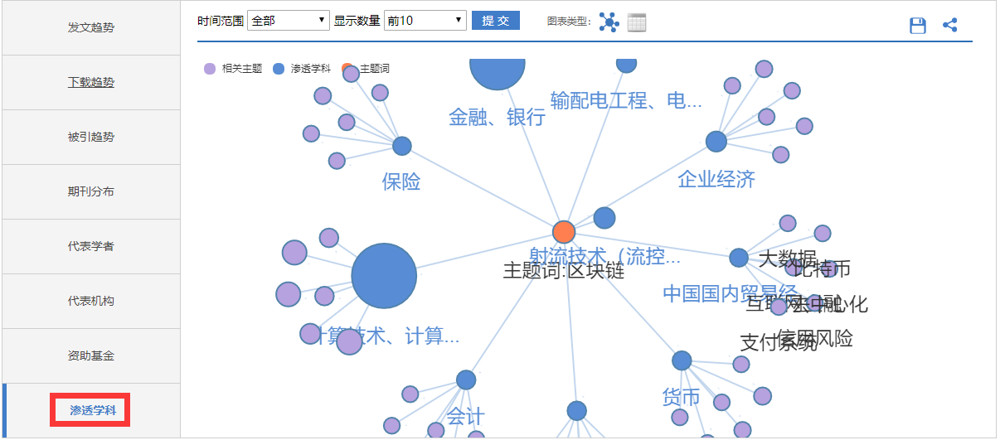 发文趋势
下载趋势
被引趋势
期刊分布
代表学者
代表机构
资助基金
渗透学科
时间范围 全部 显示数量 前10 提 交 图表类型:
相关主题 渗透学科 主题词
金融、银行
输配电工程、电...
保险
企业经济
射流技术（流控...
主题词:区块链
大数据
比特币
中国国内贸易经
互联网金融
去中心化
计算技术、计算...
支付系统
信用风险
货币
会计